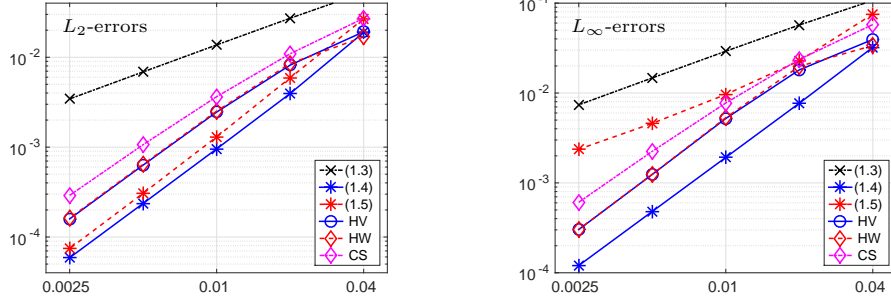 L₂-errors
10⁻²
10⁻³
10⁻⁴
(1.3)
(1.4)
(1.5)
HV
HW
CS
0.0025
0.01
0.04
10⁻¹
L∞-errors
10⁻²
10⁻³
10⁻⁴
(1.3)
(1.4)
(1.5)
HV
HW
CS
0.0025
0.01
0.04